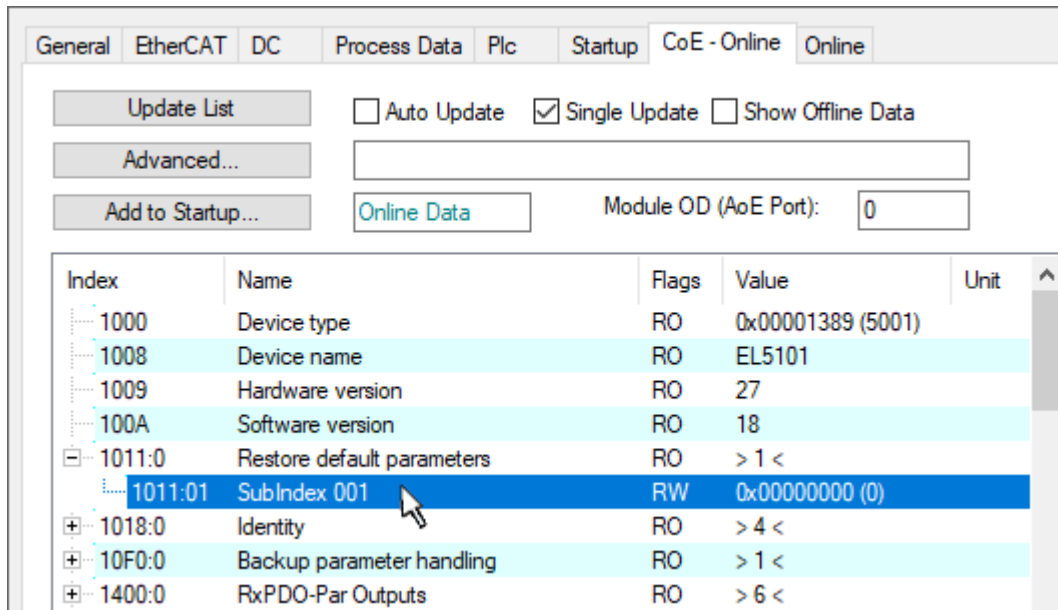 General EtherCAT DC Process Data Plc Startup CoE - Online Online
Update List Auto Update Single Update Show Offline Data
Advanced...
Add to Startup... Online Data Module OD (AoE Port): 0
Index Name Flags Value Unit
1000 Device type RO 0x00001389 (5001)
1008 Device name RO EL5101
1009 Hardware version RO 27
100A Software version RO 18
1011:0 Restore default parameters RO > 1 <
1011:01 SubIndex 001 RW 0x00000000 (0)
1018:0 Identity RO > 4 <
10F0:0 Backup parameter handling RO > 1 <
1400:0 RxPDO-Par Outputs RO > 6 <